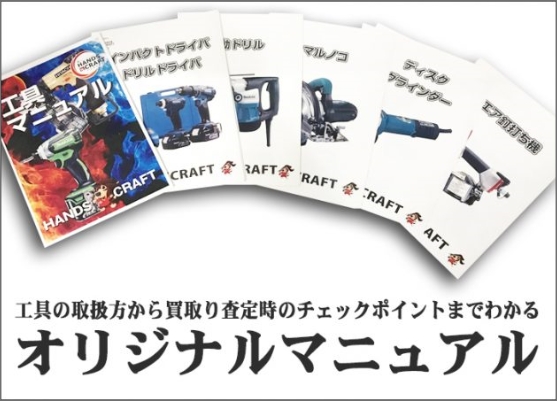 HANDS CRAFT
工具
マニュアル
HANDS CRAFT
インパクトドライバ
ドリルドライバ
動ドリル
マルノコ
CRAFT
ディスク
グラインダー
CRAFT
エア釘打ち機
AFT
工具の取扱方から買取り査定時のチェックポイントまでわかる
オリジナルマニュアル